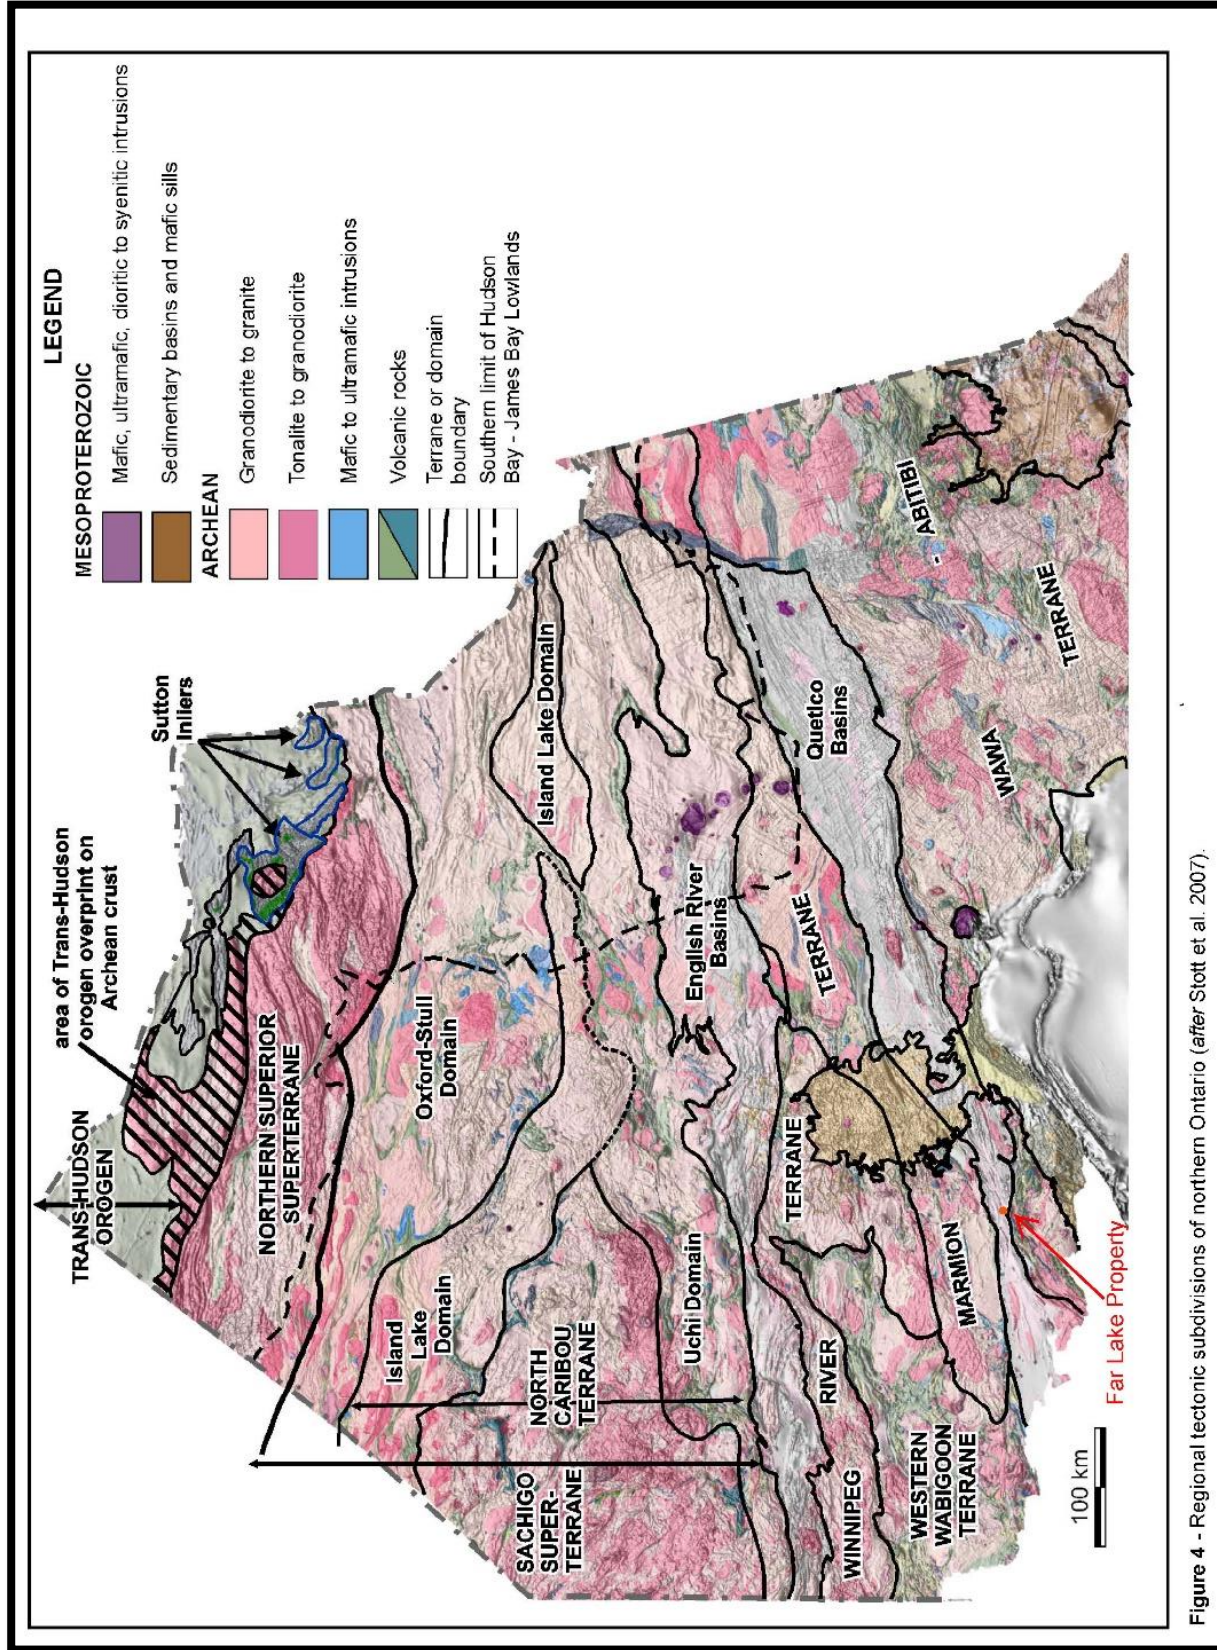 LEGEND
MESOPROTEROZOIC
Mafic, ultramafic, dioritic to syenitic intrusions
Sedimentary basins and mafic sills
ARCHEAN
Granodiorite to granite
Tonalite to granodiorite
Mafic to ultramafic intrusions
Volcanic rocks
Terrane or domain
boundary
Southern limit of Hudson
Bay - James Bay Lowlands
TRANS-HUDSON
OROGEN
area of Trans-Hudson
orogen overprint on
Archean crust
Sutton
Inliers
NORTHERN SUPERIOR
SUPERTERRANE
Oxford-Stull
Domain
Island Lake Domain
Island
Lake
Domain
NORTH
CARIBOU
TERRANE
SACHIGO
SUPER-
TERRANE
Uchi Domain
English River
Basins
WINNIPEG
RIVER
TERRANE
TERRANE
Quetico
Basins
WESTERN
WABIGOON
TERRANE
MARMION
WAWA
- ABITIBI
TERRANE
Far Lake Property
100 km
Figure 4 - Regional tectonic subdivisions of northern Ontario (after Stott et al. 2007).